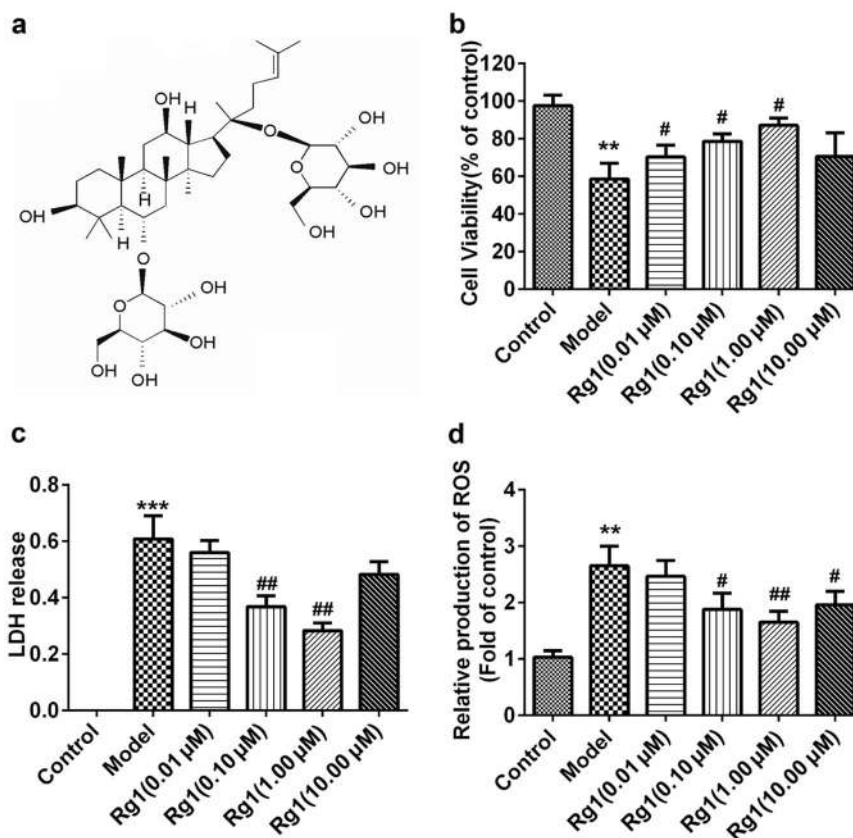 a
OH
OH
O
OH
OH
O
OH
OH
OH
H
H
H
O
O
OH
OH
OH
OH
b
Cell Viability(% of control)
120
100
80
60
40
20
0
**
#
#
#
Control
Model
Rg1(0.01 μM)
Rg1(0.10 μM)
Rg1(1.00 μM)
Rg1(10.00 μM)
c
LDH release
0.8
0.6
0.4
0.2
0.0
***
##
##
Control
Model
Rg1(0.01 μM)
Rg1(0.10 μM)
Rg1(1.00 μM)
Rg1(10.00 μM)
d
Relative production of ROS
(Fold of control)
4
3
2
1
0
**
#
##
#
Control
Model
Rg1(0.01 μM)
Rg1(0.10 μM)
Rg1(1.00 μM)
Rg1(10.00 μM)